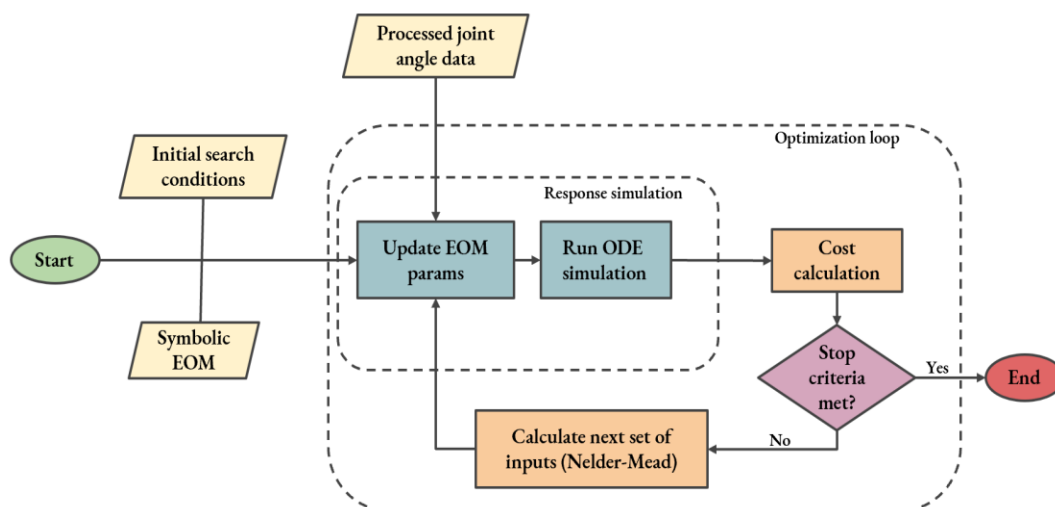 Processed joint
angle data
Optimization loop
Initial search
conditions
Response simulation
Start
Update EOM
params
Run ODE
simulation
Cost
calculation
Symbolic
EOM
Stop
criteria
met?
Yes
End
No
Calculate next set of
inputs (Nelder-Mead)